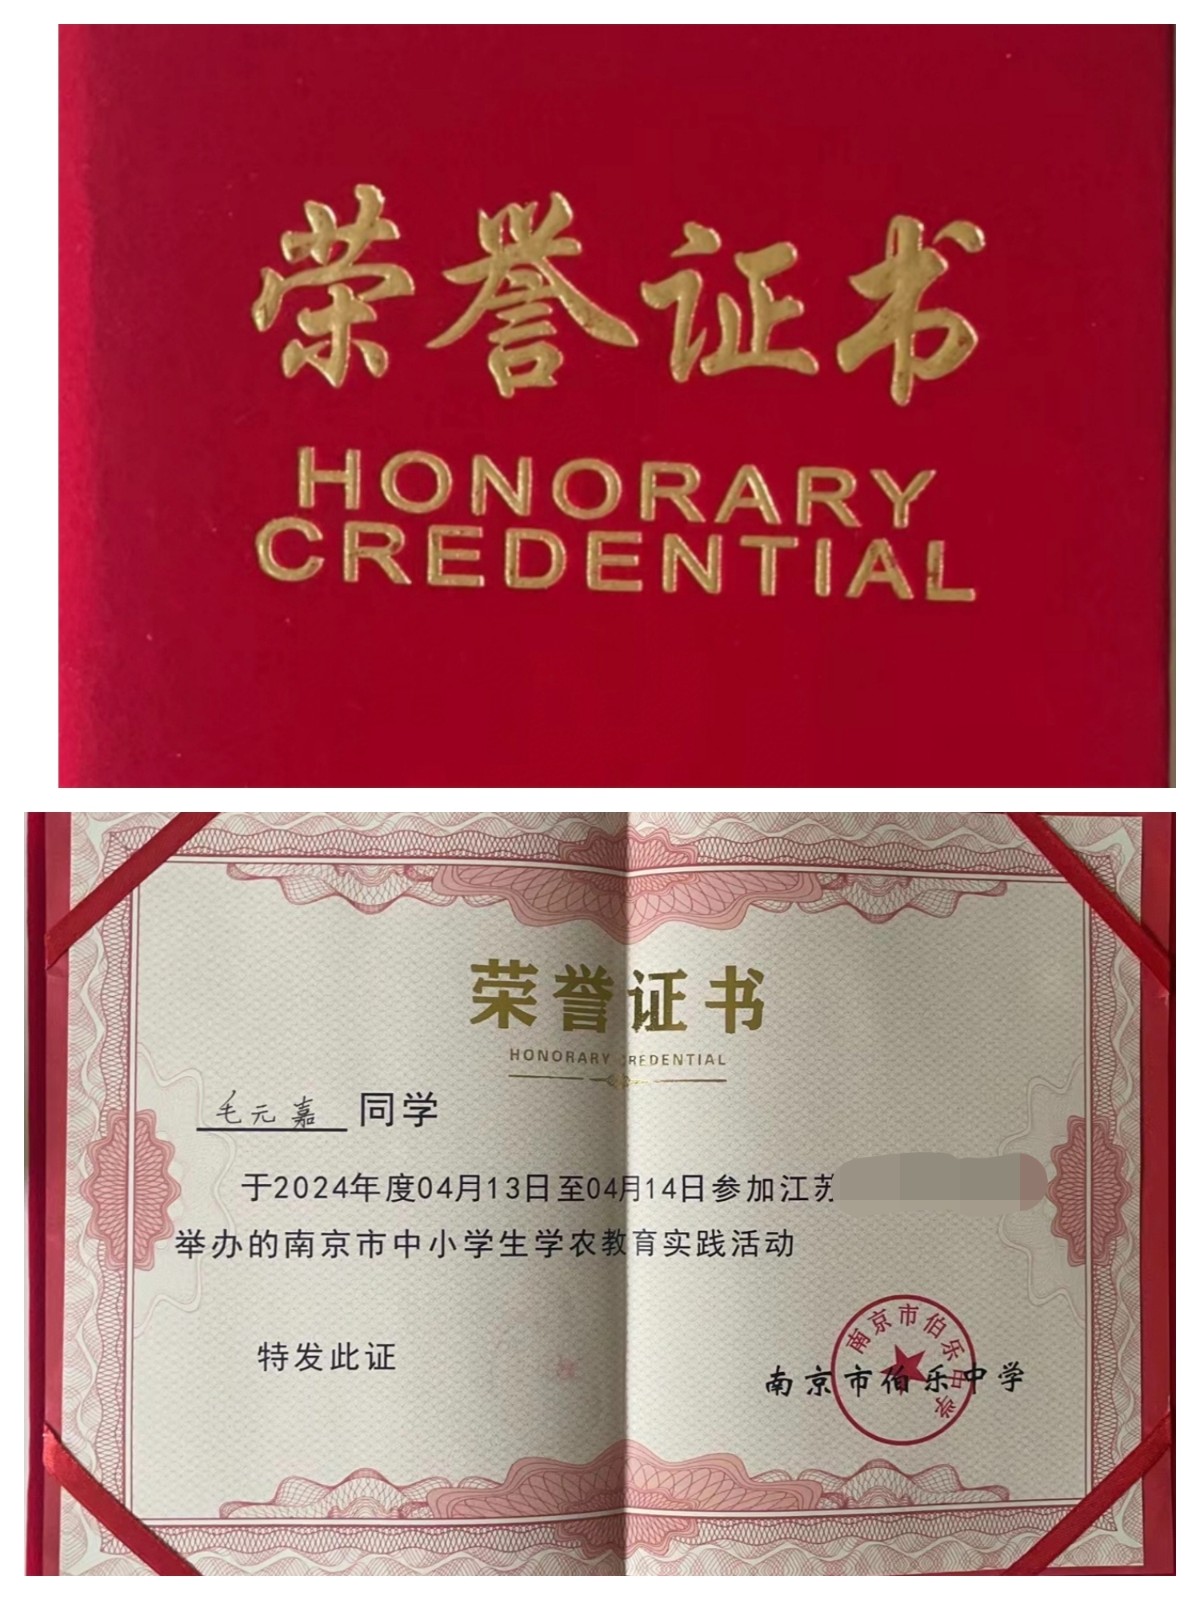 荣誉证书
HONORARY
CREDENTIAL
荣誉证书
HONORARY CREDENTIAL
毛元嘉 同学
于2024年度04月13日至04月14日参加江苏
举办的南京市中小学生学农教育实践活动
特发此证
南京市伯乐中学
南京市伯乐中学